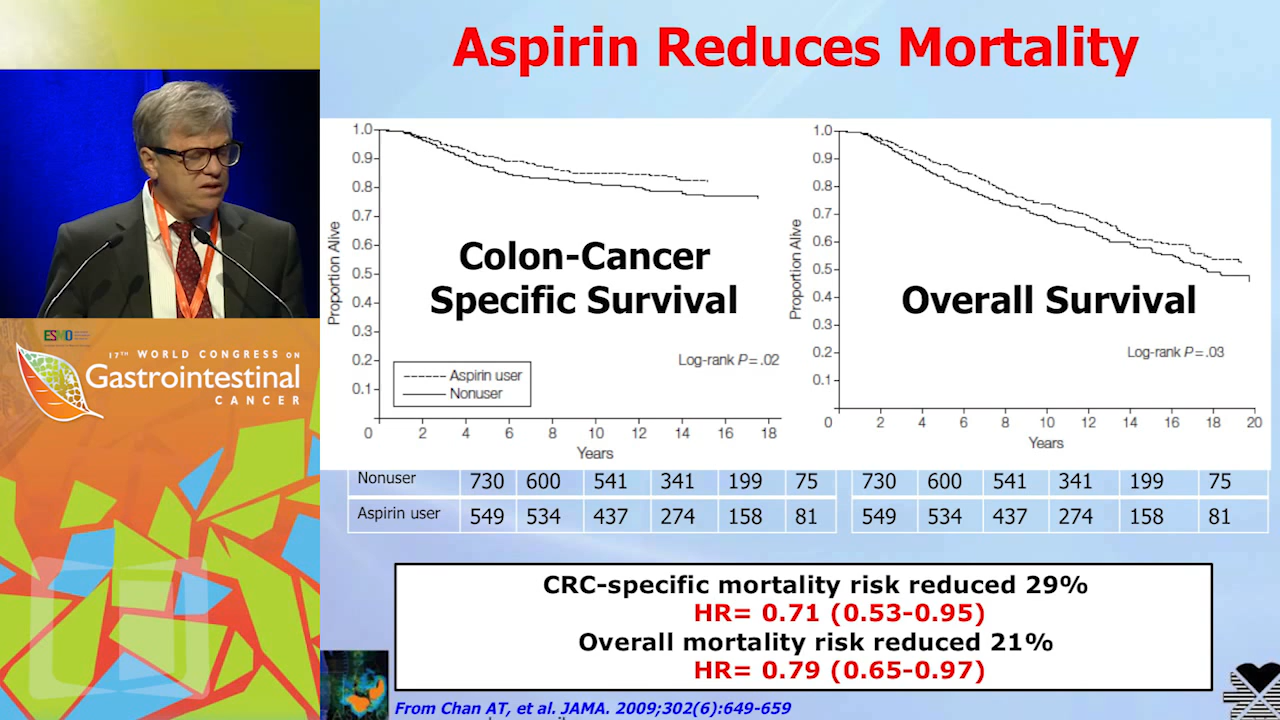 Aspirin Reduces Mortality
1.0
0.9
0.8
0.7
0.6
0.5
0.4
0.3
0.2
0.1
0
Proportion Alive
Colon-Cancer
Specific Survival
Log-rank P=.02
Aspirin user
Nonuser
2 4 6 8 10 12 14 16 18
Years
1.0
0.9
0.8
0.7
0.6
0.5
0.4
0.3
0.2
0.1
0
Proportion Alive
Overall Survival
Log-rank P=.03
2 4 6 8 10 12 14 16 18 20
Years
Nonuser 730 600 541 341 199 75 730 600 541 341 199 75
Aspirin user 549 534 437 274 158 81 549 534 437 274 158 81
CRC-specific mortality risk reduced 29%
HR= 0.71 (0.53-0.95)
Overall mortality risk reduced 21%
HR= 0.79 (0.65-0.97)
From Chan AT, et al. JAMA. 2009;302(6):649-659
ESMO
17TH WORLD CONGRESS ON
Gastrointestinal
CANCER